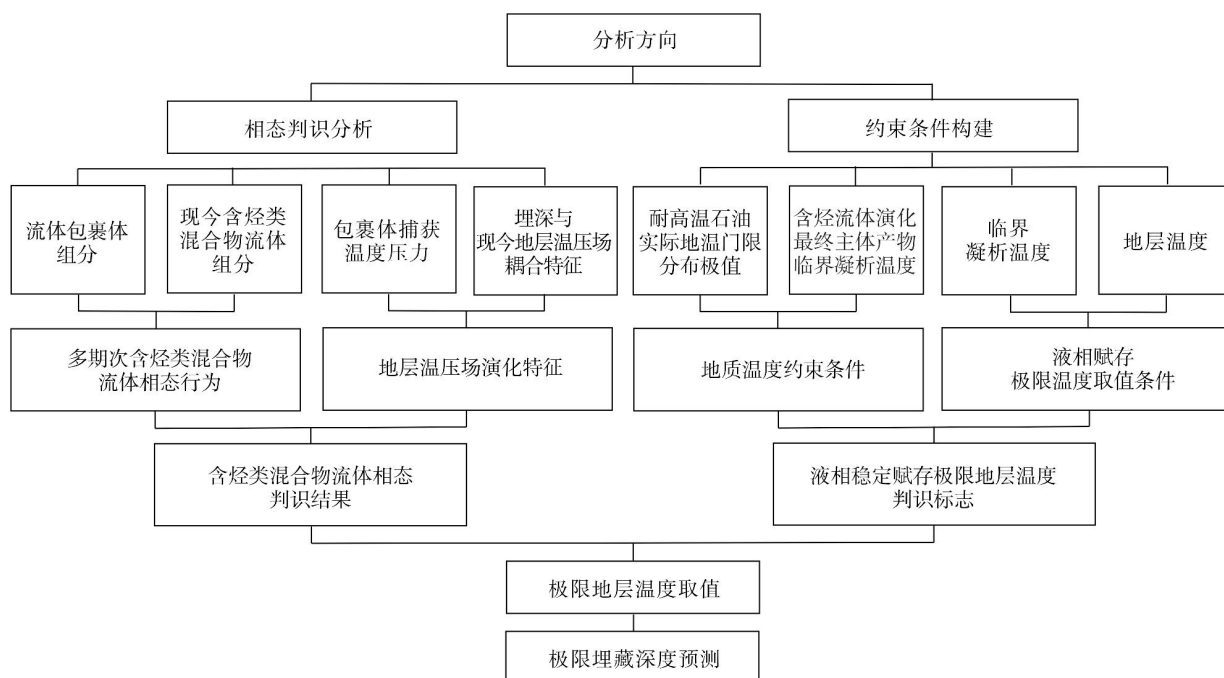 分析方向
相态判识分析
约束条件构建
流体包裹体
组分
现今含烃类
混合物流体
组分
包裹体捕获
温度压力
埋深与
现今地层温压场
耦合特征
耐高温石油
实际地温门限
分布极值
含烃流体演化
最终主体产物
临界凝析温度
临界
凝析温度
地层温度
多期次含烃类混合物
流体相态行为
地层温压场演化特征
地质温度约束条件
液相赋存
极限温度取值条件
含烃类混合物流体相态
判识结果
液相稳定赋存极限地层温度
判识标志
极限地层温度取值
极限埋藏深度预测